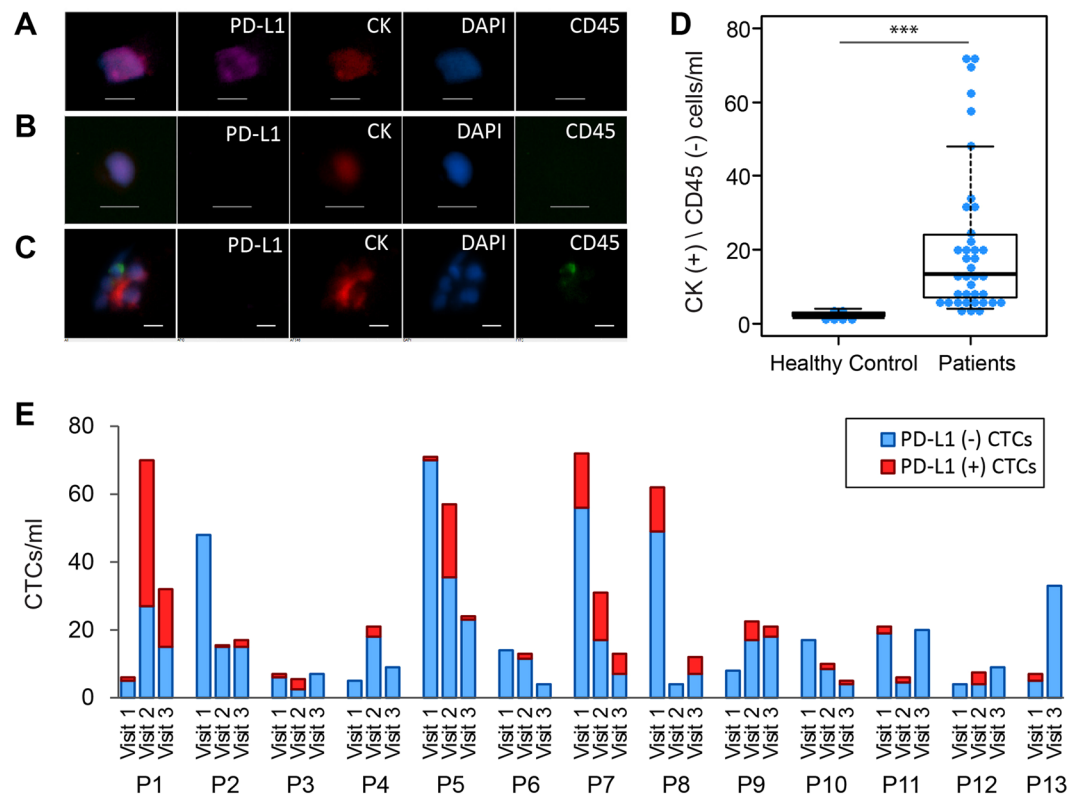 A
PD-L1 CK DAPI CD45
B
PD-L1 CK DAPI CD45
C
PD-L1 CK DAPI CD45
D
CK (+) \ CD45 (-) cells/ml
80
60
40
20
0
***
Healthy Control Patients
E
CTCs/ml
80
60
40
20
0
PD-L1 (-) CTCs
PD-L1 (+) CTCs
Visit 1 Visit 2 Visit 3 Visit 1 Visit 2 Visit 3 Visit 1 Visit 2 Visit 3 Visit 1 Visit 2 Visit 3 Visit 1 Visit 2 Visit 3 Visit 1 Visit 2 Visit 3 Visit 1 Visit 2 Visit 3 Visit 1 Visit 2 Visit 3 Visit 1 Visit 2 Visit 3 Visit 1 Visit 2 Visit 3 Visit 1 Visit 2 Visit 3 Visit 1 Visit 2 Visit 3 Visit 1 Visit 3
P1 P2 P3 P4 P5 P6 P7 P8 P9 P10 P11 P12 P13